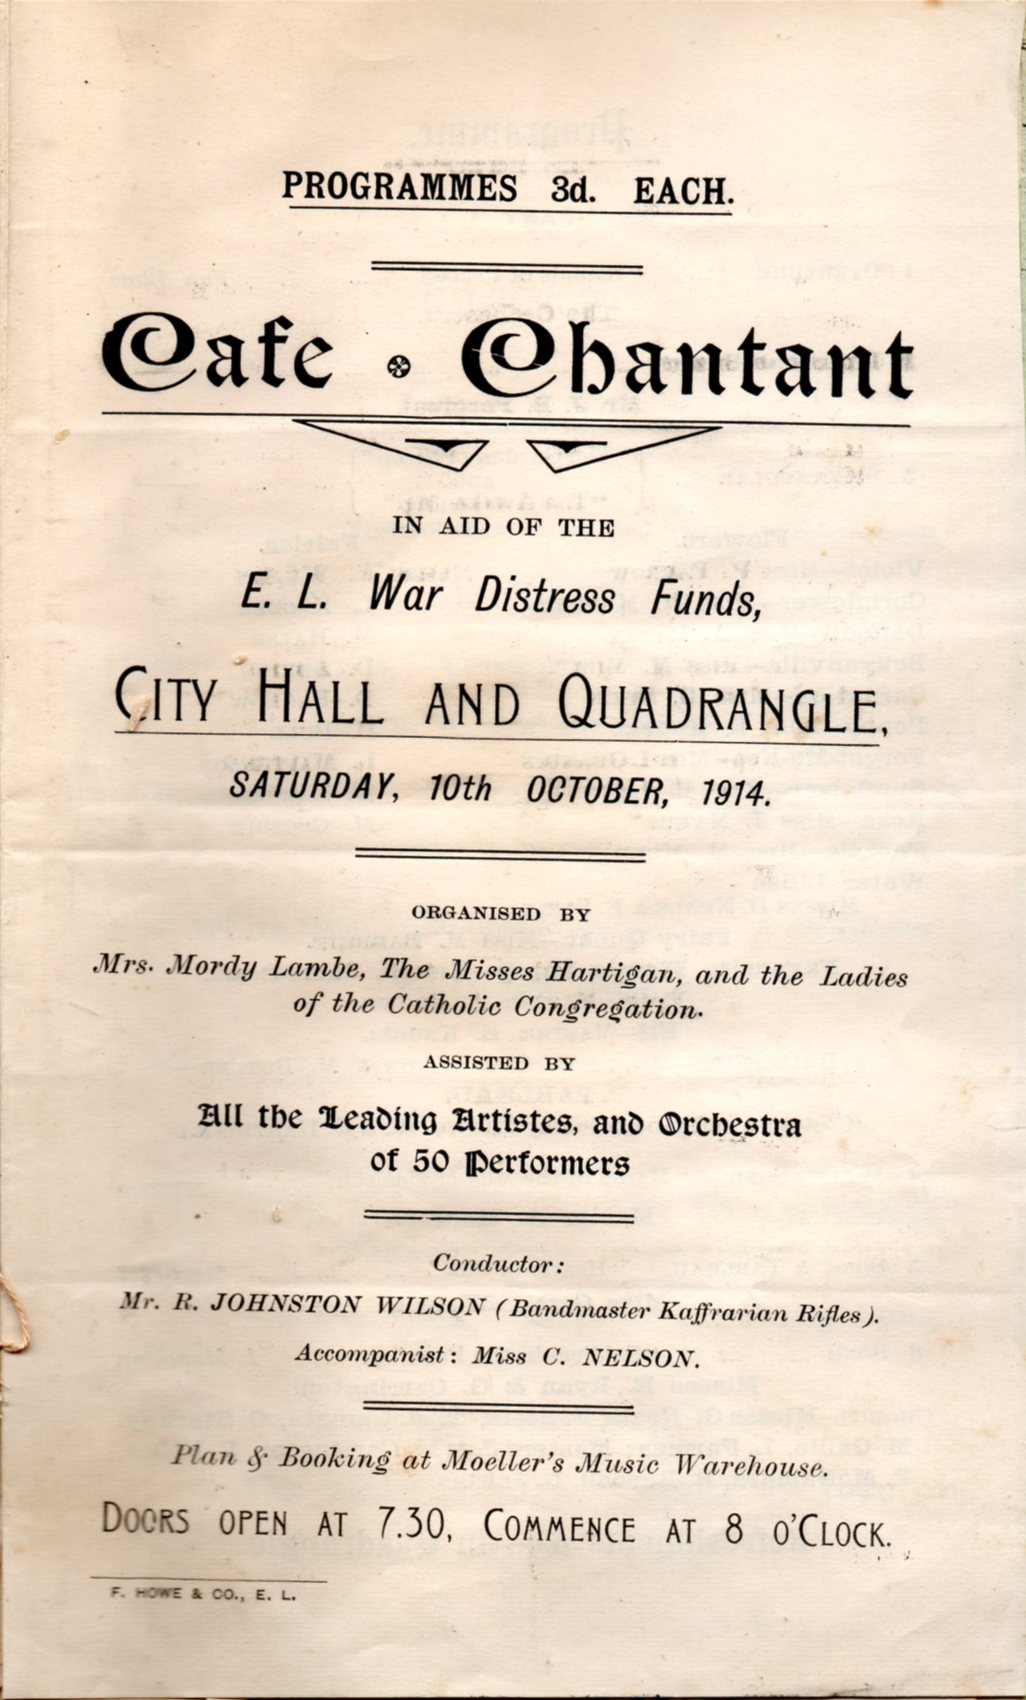 PROGRAMMES 3d. EACH.
Cafe Chantant
IN AID OF THE
E. L. War Distress Funds,
CITY HALL AND QUADRANGLE,
SATURDAY, 10th OCTOBER, 1914.
ORGANISED BY
Mrs. Mordy Lambe, The Misses Hartigan, and the Ladies
of the Catholic Congregation.
ASSISTED BY
All the Leading Artistes, and Orchestra
of 50 Performers
Conductor:
Mr. R. JOHNSTON WILSON (Bandmaster Kaffrarian Rifles).
Accompanist: Miss C. NELSON.
Plan & Booking at Moeller's Music Warehouse.
DOORS OPEN AT 7.30, COMMENCE AT 8 O'CLOCK.
F. HOWE & CO., E. L.